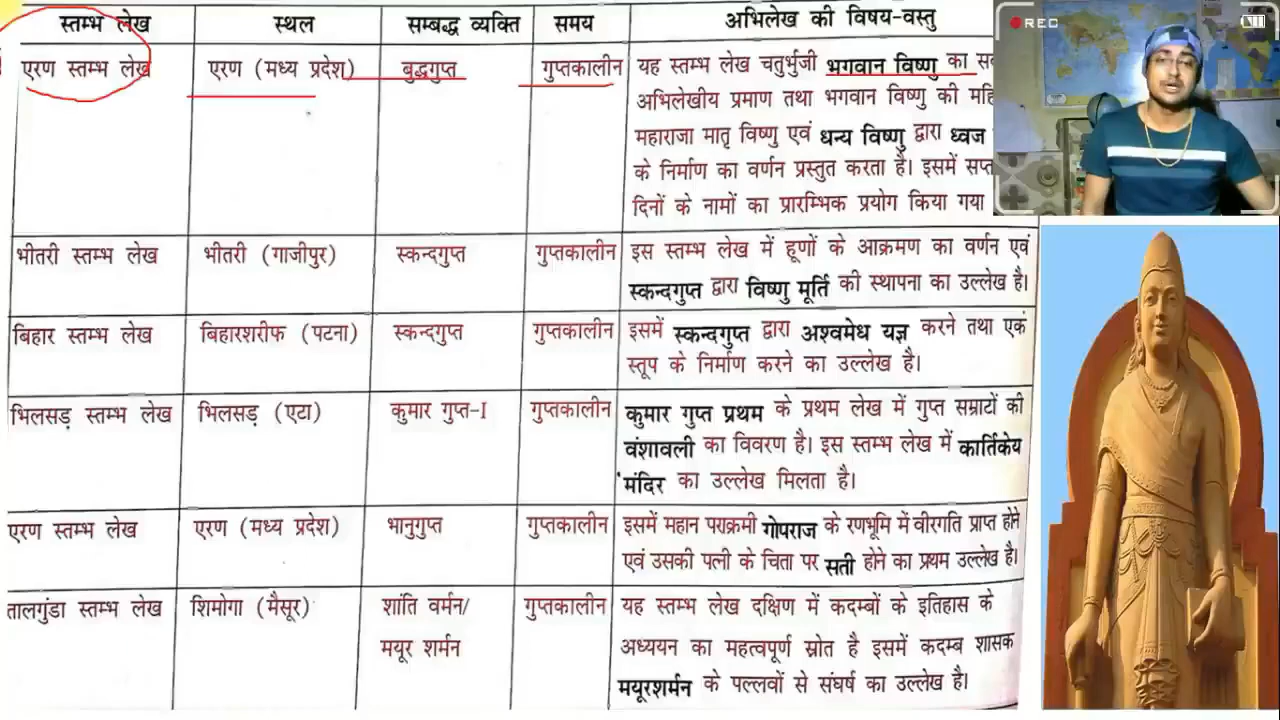 स्तम्भ लेख स्थल सम्बद्ध व्यक्ति समय अभिलेख की विषय-वस्तु
REC
एरण स्तम्भ लेख एरण (मध्य प्रदेश) बुद्धगुप्त गुप्तकालीन यह स्तम्भ लेख चतुर्भुजी भगवान विष्णु का
अभिलेखीय प्रमाण तथा भगवान विष्णु की
महाराजा मातृ विष्णु एवं धन्य विष्णु द्वारा ध्वज
के निर्माण का वर्णन प्रस्तुत करता है। इसमें
दिनों के नामों का प्रारम्भिक प्रयोग किया गया
भीतरी स्तम्भ लेख भीतरी (गाजीपुर) स्कन्दगुप्त गुप्तकालीन इस स्तम्भ लेख में हूणों के आक्रमण का वर्णन एवं
स्कन्दगुप्त द्वारा विष्णु मूर्ति की स्थापना का उल्लेख है।
बिहार स्तम्भ लेख बिहारशरीफ (पटना) स्कन्दगुप्त गुप्तकालीन इसमें स्कन्दगुप्त द्वारा अश्वमेध यज्ञ करने तथा एक
स्तूप के निर्माण करने का उल्लेख है।
भिलसड़ स्तम्भ लेख भिलसड़ (एटा) कुमार गुप्त-I गुप्तकालीन कुमार गुप्त प्रथम के प्रथम लेख में गुप्त सम्राटों की
वंशावली का विवरण है। इस स्तम्भ लेख में कार्तिकेय
मंदिर का उल्लेख मिलता है।
एरण स्तम्भ लेख एरण (मध्य प्रदेश) भानुगुप्त गुप्तकालीन इसमें महान पराक्रमी गोपराज के रणभूमि में वीरगति प्राप्त होने
एवं उसकी पत्नी के चिता पर सती होने का प्रथम उल्लेख है।
तालगुंडा स्तम्भ लेख शिमोगा (मैसूर) शांति वर्मन/ गुप्तकालीन यह स्तम्भ लेख दक्षिण में कदम्बों के इतिहास के
मयूर शर्मन अध्ययन का महत्वपूर्ण स्रोत है इसमें कदम्ब शासक
मयूरशर्मन के पल्लवों से संघर्ष का उल्लेख है।